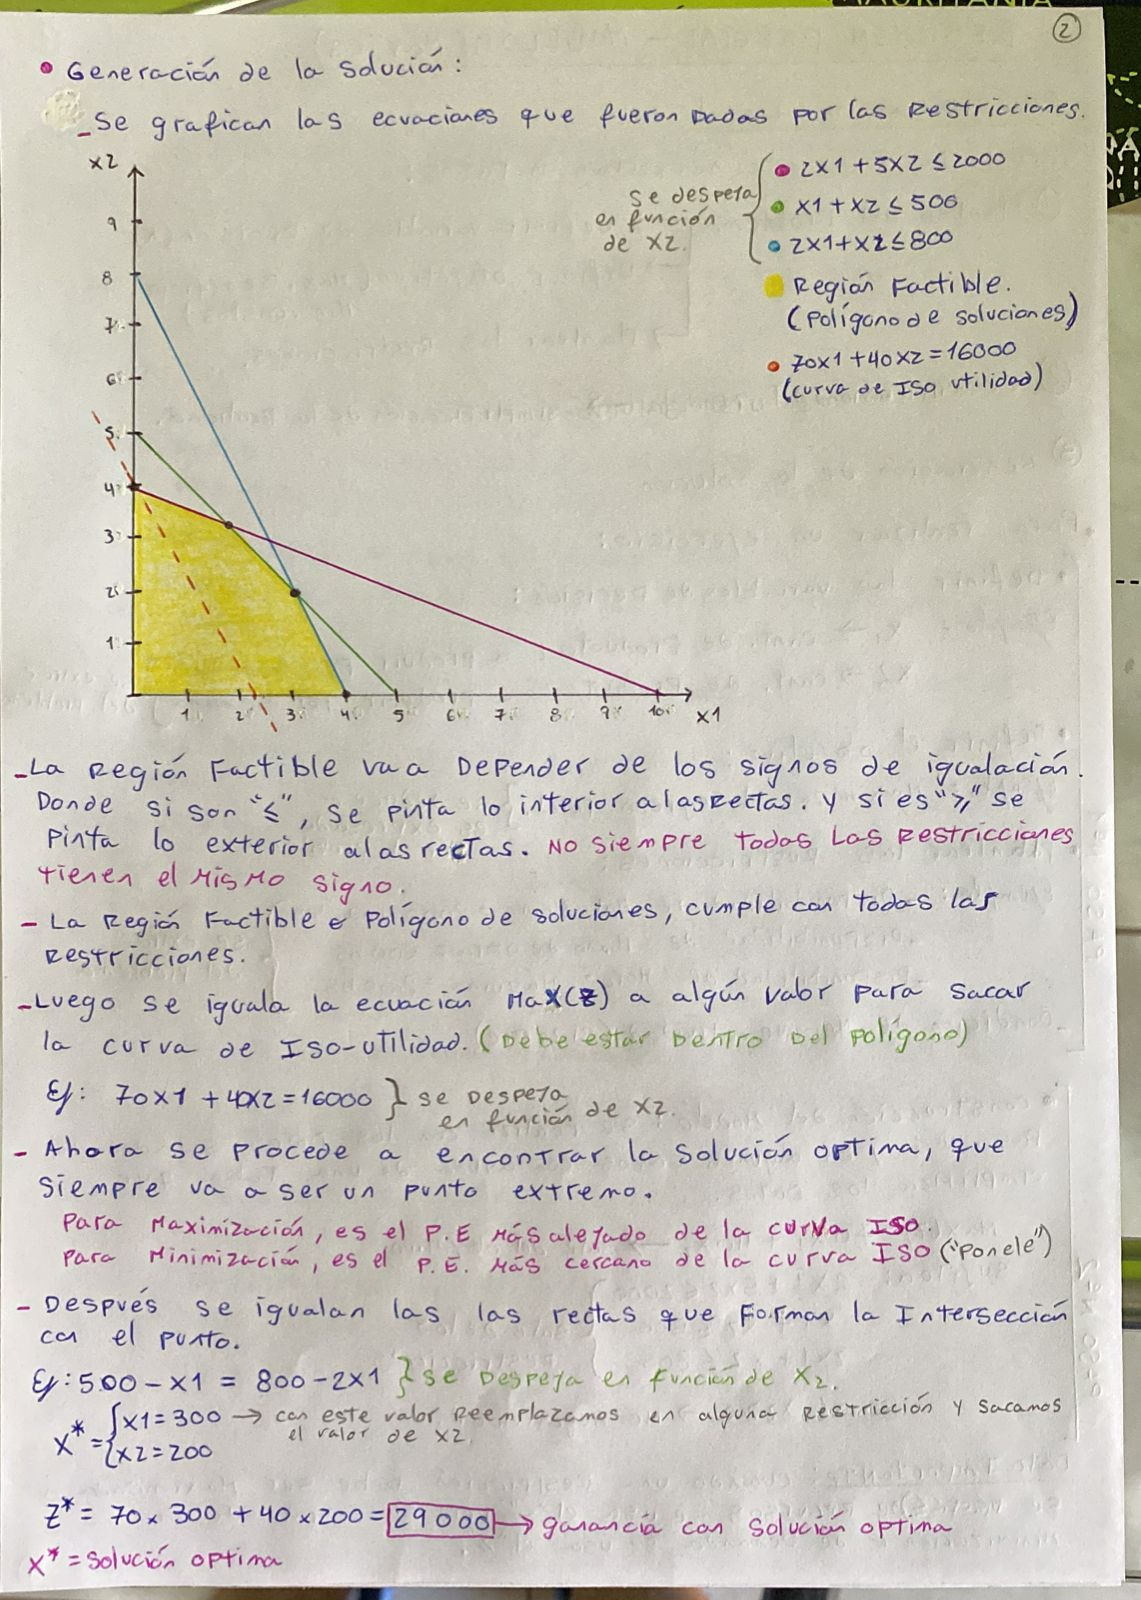 MAURITANIA
2
• Generación de la solución:
- Se grafican las ecuaciones que fueron dadas por las Restricciones.
x2
9
8
7
6
5
4
3
2
1
1 2 3 4 5 6 7 8 9 10 x1
se despeja
en función
de x2.
• 2x1 + 5x2 ≤ 2000
• x1 + x2 ≤ 500
• 2x1 + x2 ≤ 800
Región Factible.
(Polígono de soluciones)
• 70x1 + 40x2 = 16000
(curva de ISO utilidad)
- La Región Factible va a Depender de los signos de igualación.
Donde si son "≤", se pinta lo interior a las Rectas. y si es "≥" se
pinta lo exterior a las rectas. No siempre todas las Restricciones
tienen el mismo signo.
- La Región Factible o Polígono de soluciones, cumple con todas las
Restricciones.
- Luego se iguala la ecuación Max(z) a algún valor para sacar
la curva de ISO-utilidad. (Debe estar Dentro Del polígono)
Ej: 70x1 + 40x2 = 16000 } se Despeja
en función de x2.
- Ahora se procede a encontrar la solución optima, que
siempre va a ser un punto extremo.
Para Maximización, es el P.E más alejado de la curva ISO.
Para Minimización, es el P.E. más cercano de la curva ISO ("Ponele")
- Después se igualan las las rectas que Forman la Intersección
con el punto.
Ej: 500 - x1 = 800 - 2x1 } se Despeja en función de x2.
x* = { x1 = 300 → con este valor Reemplazamos en alguna Restricción y sacamos
el valor de x2.
x2 = 200
z* = 70 x 300 + 40 x 200 = 29000 → ganancia con solución optima
x* = solución optima